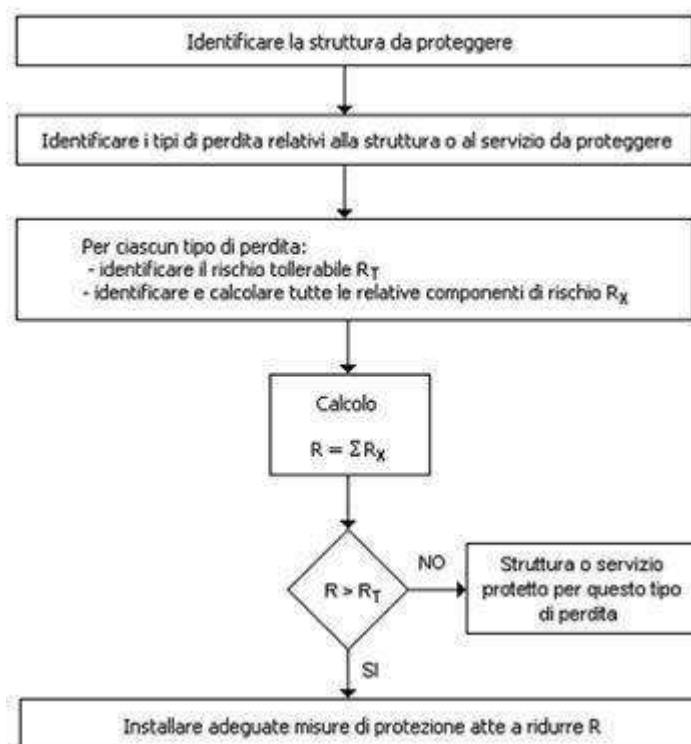 Identificare la struttura da proteggere
Identificare i tipi di perdita relativi alla struttura o al servizio da proteggere
Per ciascun tipo di perdita:
- identificare il rischio tollerabile RT
- identificare e calcolare tutte le relative componenti di rischio RX
Calcolo
R = ΣRX
R > RT
NO
Struttura o servizio
protetto per questo tipo
di perdita
SI
Installare adeguate misure di protezione atte a ridurre R